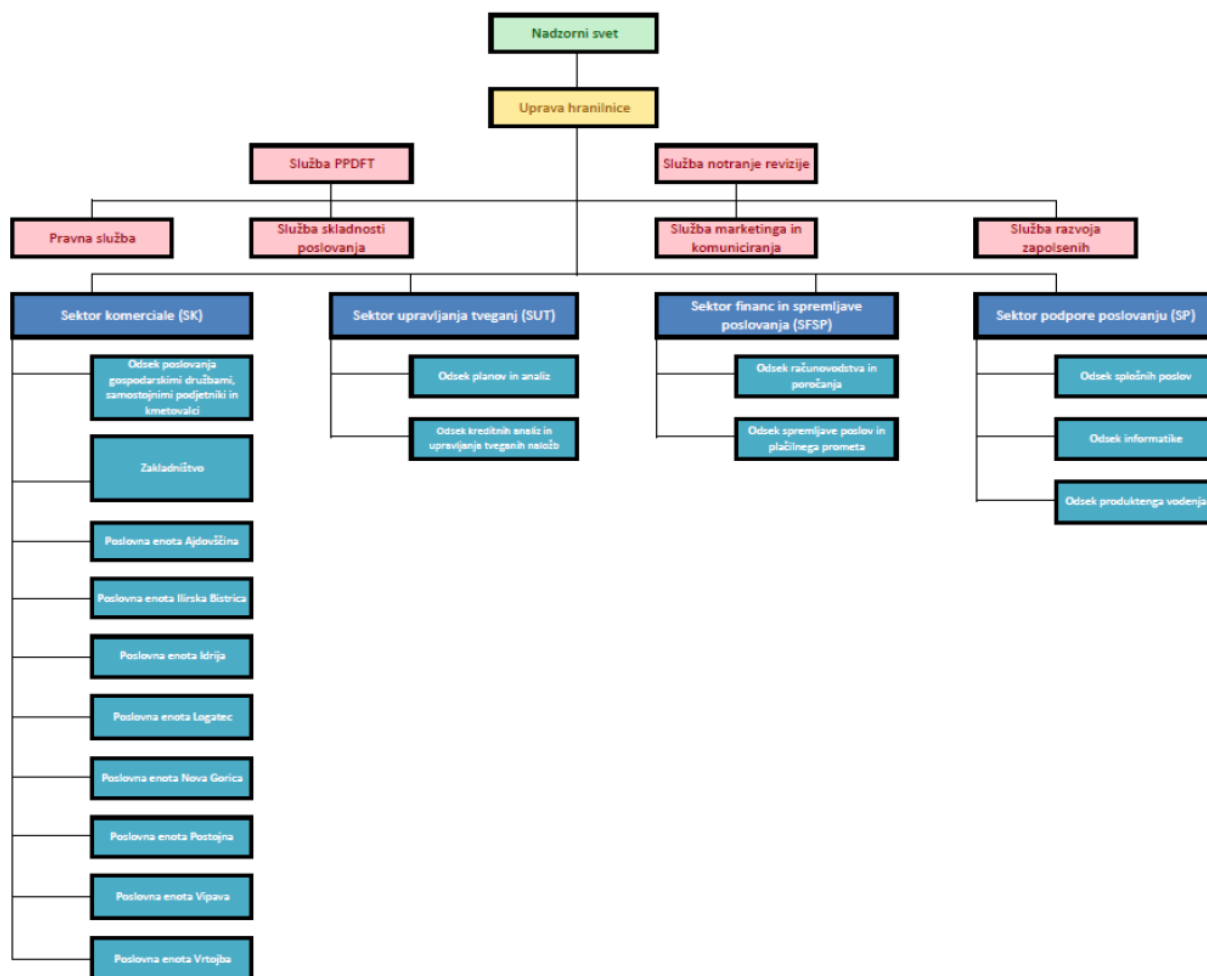 Nadzorni svet
Uprava hranilnice
Služba PPDFT
Služba notranje revizije
Pravna služba
Služba skladnosti
poslovanja
Služba marketinga in
komuniciranja
Služba razvoja
zapolsenih
Sektor komerciale (SK)
Sektor upravljanja tveganj (SUT)
Sektor financ in spremljave
poslovanja (SFSP)
Sektor podpore poslovanju (SP)
Odsek poslovanja
gospodarskimi družbami,
samostojnimi podjetniki in
kmetovalci
Zakladništvo
Poslovna enota Ajdovščina
Poslovna enota Ilirska Bistrica
Poslovna enota Idrija
Poslovna enota Logatec
Poslovna enota Nova Gorica
Poslovna enota Postojna
Poslovna enota Vipava
Poslovna enota Vrtojba
Odsek planov in analiz
Odsek kreditnih analiz in
upravljanja tveganih naložb
Odsek računovodstva in
poročanja
Odsek spremljave poslov in
plačilnega prometa
Odsek splošnih poslov
Odsek informatike
Odsek produktenga vodenja